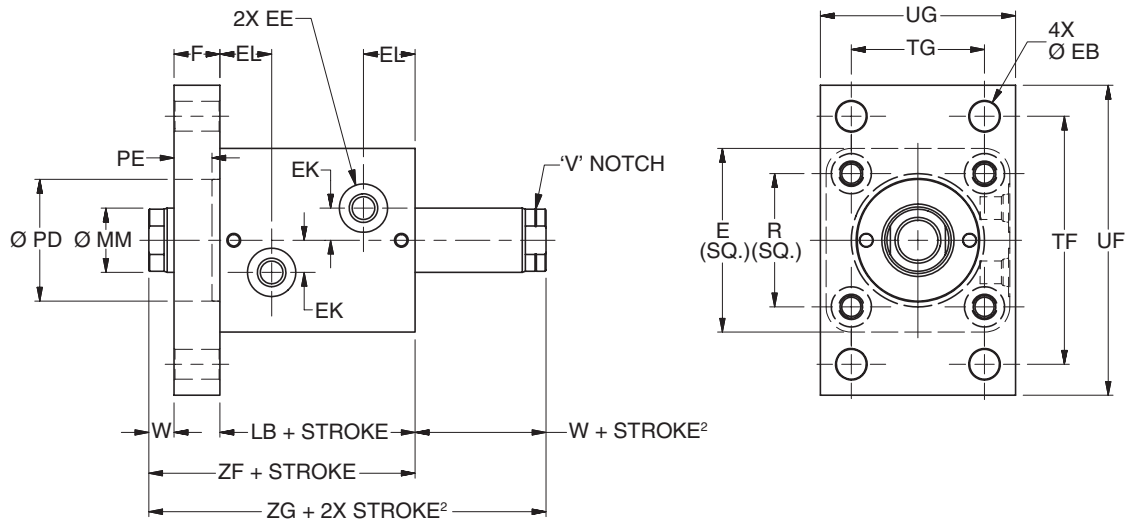 2X EE
F
EL
EL
PE
EK
'V' NOTCH
Ø PD
Ø MM
EK
W
LB + STROKE
W + STROKE²
ZF + STROKE
ZG + 2X STROKE²
UG
TG
4X
Ø EB
E
(SQ.)
R
(SQ.)
TF
UF